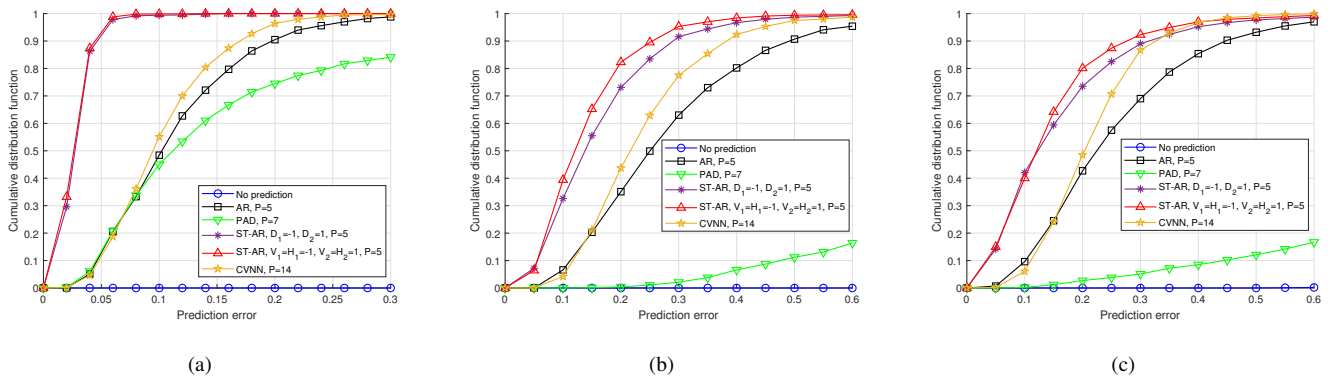 Cumulative distribution function
1
0.9
0.8
0.7
0.6
0.5
0.4
0.3
0.2
0.1
0
No prediction
AR, P=5
PAD, P=7
ST-AR, D₁=-1, D₂=1, P=5
ST-AR, V₁=H₁=-1, V₂=H₂=1, P=5
CVNN, P=14
0 0.05 0.1 0.15 0.2 0.25 0.3
Prediction error
(a)
Cumulative distribution function
1
0.9
0.8
0.7
0.6
0.5
0.4
0.3
0.2
0.1
0
No prediction
AR, P=5
PAD, P=7
ST-AR, D₁=-1, D₂=1, P=5
ST-AR, V₁=H₁=-1, V₂=H₂=1, P=5
CVNN, P=14
0 0.1 0.2 0.3 0.4 0.5 0.6
Prediction error
(b)
Cumulative distribution function
1
0.9
0.8
0.7
0.6
0.5
0.4
0.3
0.2
0.1
0
No prediction
AR, P=5
PAD, P=7
ST-AR, D₁=-1, D₂=1, P=5
ST-AR, V₁=H₁=-1, V₂=H₂=1, P=5
CVNN, P=14
0 0.1 0.2 0.3 0.4 0.5 0.6
Prediction error
(c)